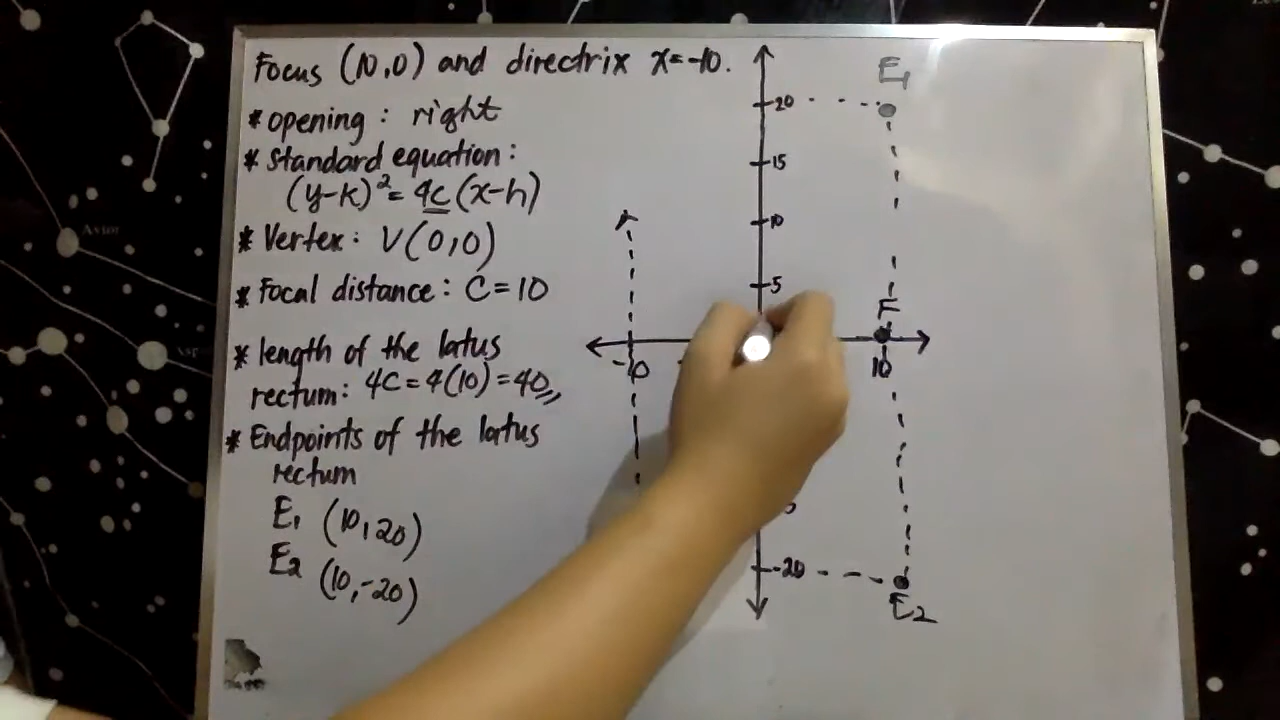 Focus (10,0) and directrix x=-10.
* opening : right
* Standard equation :
(y-k)²= 4c (x-h)
* Vertex : V(0,0)
* Focal distance : C=10
* length of the latus
rectum : 4C=4(10)=40
* Endpoints of the latus
rectum
E₁ (10,20)
E₂ (10,-20)
E₁
20
15
10
5
F
-10
10
-20
E₂
Avior